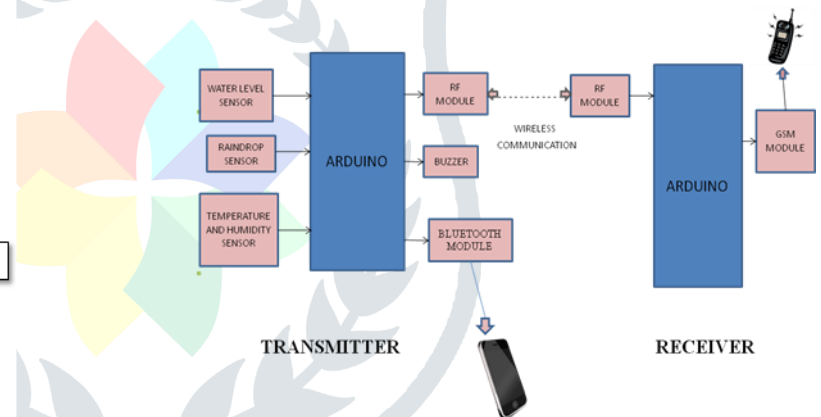 WATER LEVEL
SENSOR
RAINDROP
SENSOR
TEMPERATURE
AND HUMIDITY
SENSOR
ARDUINO
RF
MODULE
BUZZER
BLUETOOTH
MODULE
WIRELESS
COMMUNICATION
RF
MODULE
ARDUINO
GSM
MODULE
TRANSMITTER
RECEIVER